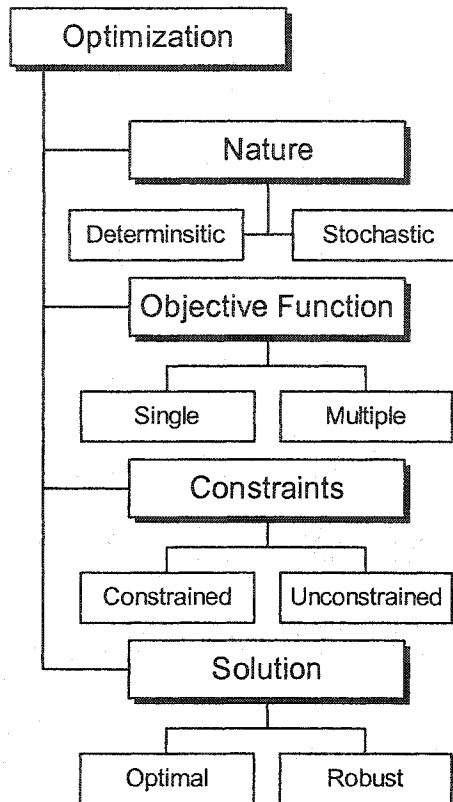 Optimization
Nature
Determinsitic
Stochastic
Objective Function
Single
Multiple
Constraints
Constrained
Unconstrained
Solution
Optimal
Robust